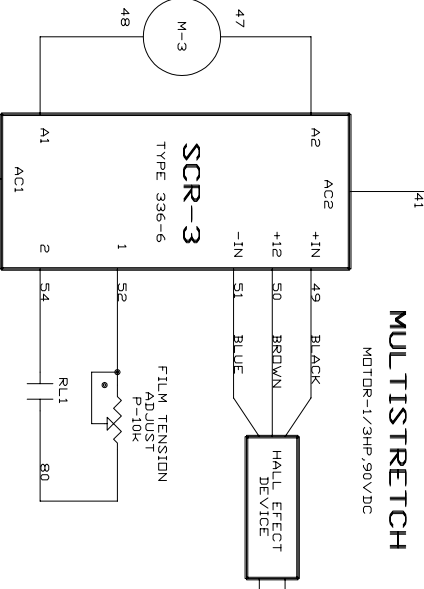 48
47
M-3
41
A1
A2
AC1
AC2
SCR-3
TYPE 336-6
2
1
-IN
+12
+IN
54
52
51
50
49
BLUE
BROWN
BLACK
MULTISTRETCH
MOTOR-1/3HP,90VDC
RL1
80
FILM TENSION
ADJUST
P-10K
HALL EFECT
DEVICE